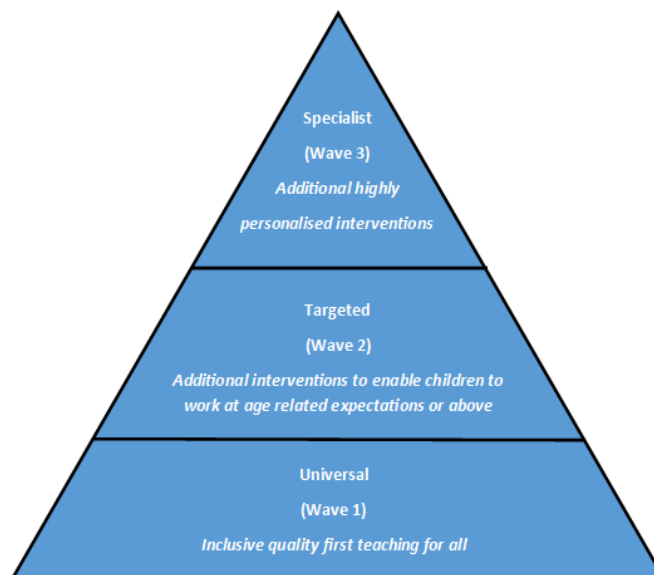 Specialist
(Wave 3)
Additional highly
personalised interventions
Targeted
(Wave 2)
Additional interventions to enable children to
work at age related expectations or above
Universal
(Wave 1)
Inclusive quality first teaching for all